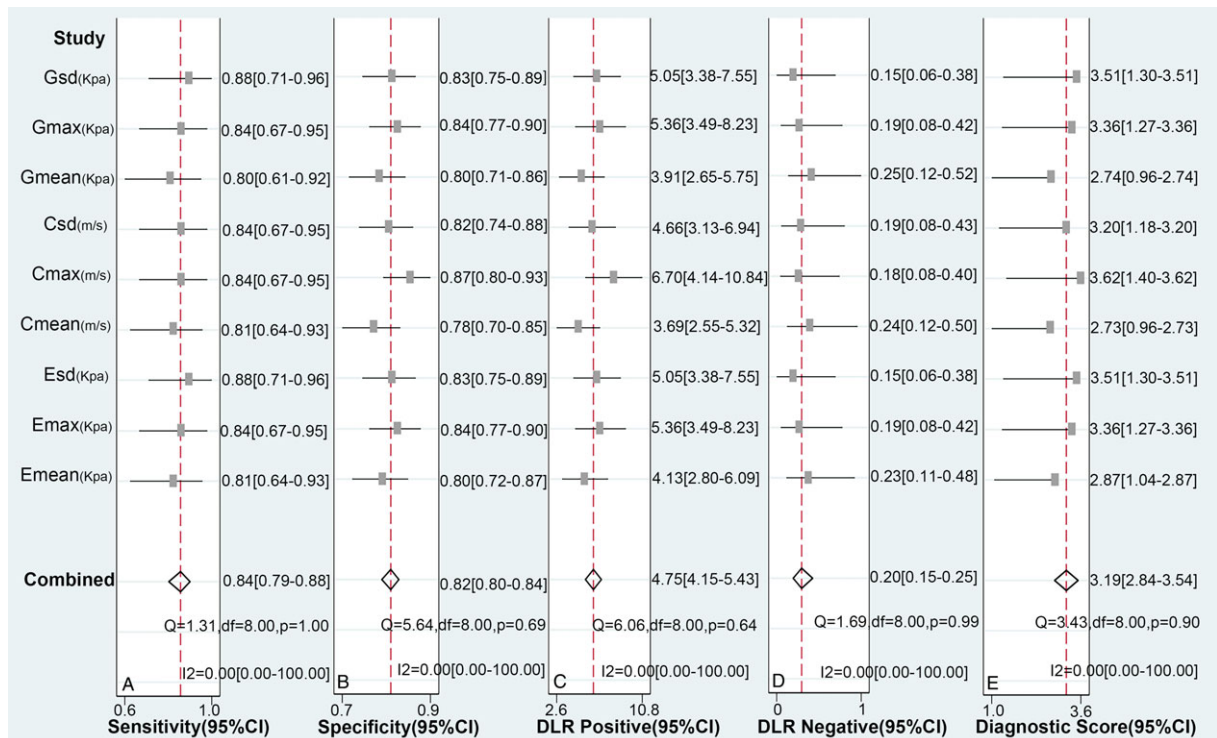 Study
Gsd(Kpa) 0.88[0.71-0.96] 0.83[0.75-0.89] 5.05[3.38-7.55] 0.15[0.06-0.38] 3.51[1.30-3.51]
Gmax(Kpa) 0.84[0.67-0.95] 0.84[0.77-0.90] 5.36[3.49-8.23] 0.19[0.08-0.42] 3.36[1.27-3.36]
Gmean(Kpa) 0.80[0.61-0.92] 0.80[0.71-0.86] 3.91[2.65-5.75] 0.25[0.12-0.52] 2.74[0.96-2.74]
Csd(m/s) 0.84[0.67-0.95] 0.82[0.74-0.88] 4.66[3.13-6.94] 0.19[0.08-0.43] 3.20[1.18-3.20]
Cmax(m/s) 0.84[0.67-0.95] 0.87[0.80-0.93] 6.70[4.14-10.84] 0.18[0.08-0.40] 3.62[1.40-3.62]
Cmean(m/s) 0.81[0.64-0.93] 0.78[0.70-0.85] 3.69[2.55-5.32] 0.24[0.12-0.50] 2.73[0.96-2.73]
Esd(Kpa) 0.88[0.71-0.96] 0.83[0.75-0.89] 5.05[3.38-7.55] 0.15[0.06-0.38] 3.51[1.30-3.51]
Emax(Kpa) 0.84[0.67-0.95] 0.84[0.77-0.90] 5.36[3.49-8.23] 0.19[0.08-0.42] 3.36[1.27-3.36]
Emean(Kpa) 0.81[0.64-0.93] 0.80[0.72-0.87] 4.13[2.80-6.09] 0.23[0.11-0.48] 2.87[1.04-2.87]
Combined 0.84[0.79-0.88] 0.82[0.80-0.84] 4.75[4.15-5.43] 0.20[0.15-0.25] 3.19[2.84-3.54]
Q=1.31,df=8.00,p=1.00 Q=5.64,df=8.00,p=0.69 Q=6.06,df=8.00,p=0.64 Q=1.69,df=8.00,p=0.99 Q=3.43,df=8.00,p=0.90
I2=0.00[0.00-100.00] I2=0.00[0.00-100.00] I2=0.00[0.00-100.00] I2=0.00[0.00-100.00] I2=0.00[0.00-100.00]
A B C D E
0.6 1.0 0.7 0.9 2.6 10.8 0 1 1.0 3.6
Sensitivity(95%CI) Specificity(95%CI) DLR Positive(95%CI) DLR Negative(95%CI) Diagnostic Score(95%CI)